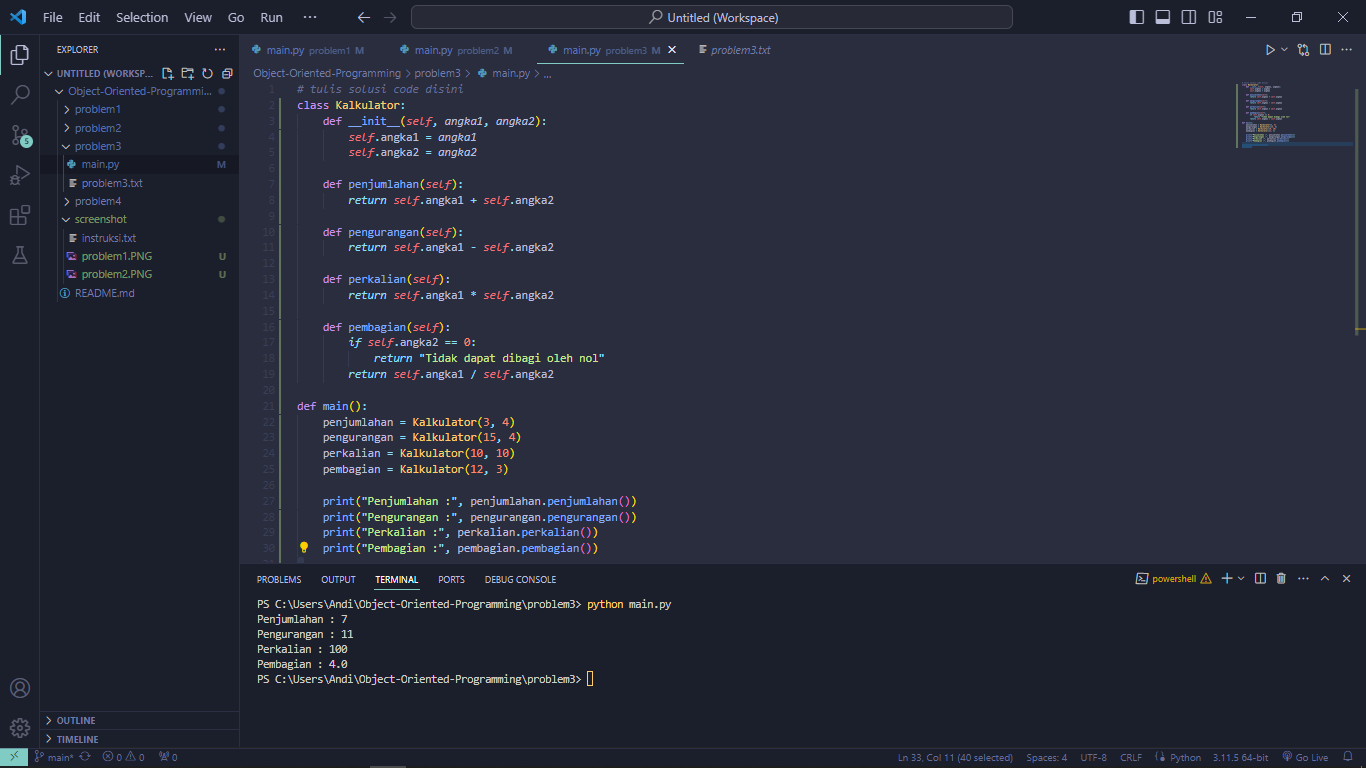 File Edit Selection View Go Run ··· Untitled (Workspace)
EXPLORER ···
UNTITLED (WORKSP...
Object-Oriented-Programmi...
problem1
problem2
problem3
main.py M
problem3.txt
problem4
screenshot
instruksi.txt
problem1.PNG U
problem2.PNG U
README.md
OUTLINE
TIMELINE
5
main.py problem1 M main.py problem2 M main.py problem3 M problem3.txt
Object-Oriented-Programming > problem3 > main.py > ...
1 # tulis solusi code disini
2 class Kalkulator:
3 def __init__(self, angka1, angka2):
4 self.angka1 = angka1
5 self.angka2 = angka2
6
7 def penjumlahan(self):
8 return self.angka1 + self.angka2
9
10 def pengurangan(self):
11 return self.angka1 - self.angka2
12
13 def perkalian(self):
14 return self.angka1 * self.angka2
15
16 def pembagian(self):
17 if self.angka2 == 0:
18 return "Tidak dapat dibagi oleh nol"
19 return self.angka1 / self.angka2
20
21 def main():
22 penjumlahan = Kalkulator(3, 4)
23 pengurangan = Kalkulator(15, 4)
24 perkalian = Kalkulator(10, 10)
25 pembagian = Kalkulator(12, 3)
26
27 print("Penjumlahan :", penjumlahan.penjumlahan())
28 print("Pengurangan :", pengurangan.pengurangan())
29 print("Perkalian :", perkalian.perkalian())
30 print("Pembagian :", pembagian.pembagian())
PROBLEMS OUTPUT TERMINAL PORTS DEBUG CONSOLE powershell
PS C:\Users\Andi\Object-Oriented-Programming\problem3> python main.py
Penjumlahan : 7
Pengurangan : 11
Perkalian : 100
Pembagian : 4.0
PS C:\Users\Andi\Object-Oriented-Programming\problem3>
main* 0 0 0 Ln 33, Col 11 (40 selected) Spaces: 4 UTF-8 CRLF Python 3.11.5 64-bit Go Live